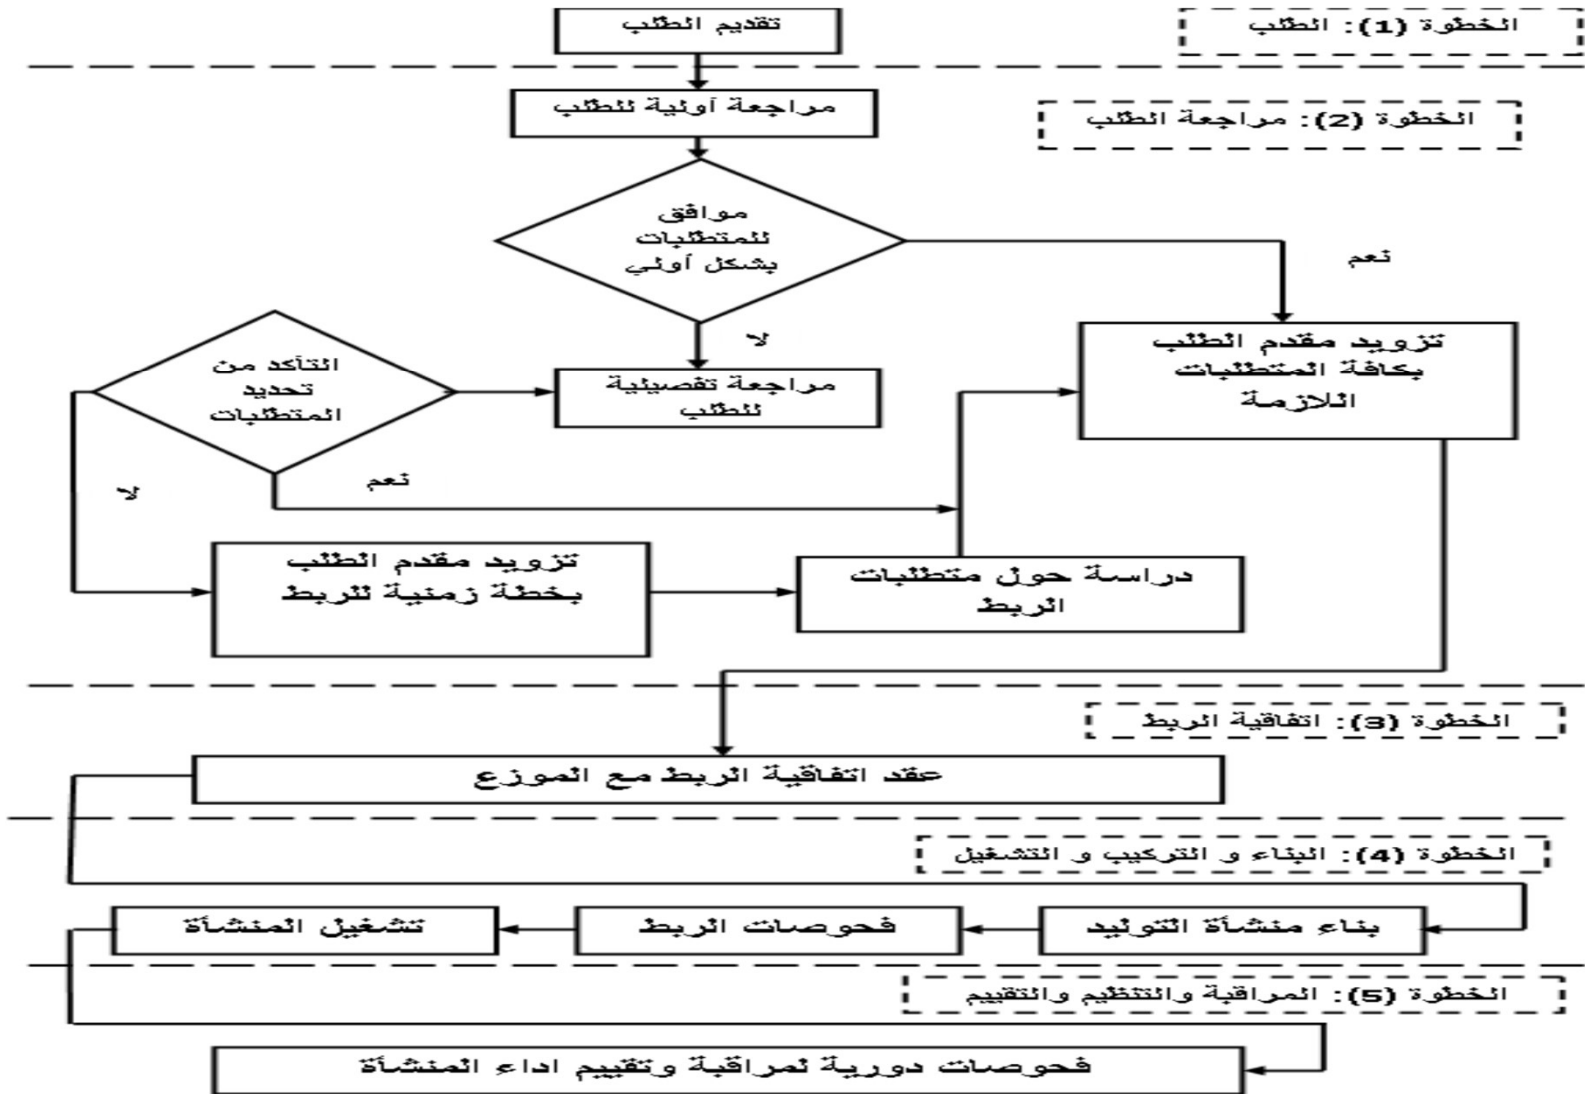 تقديم الطلب
الخطوة (1): الطلب
مراجعة أولية للطلب
الخطوة (2): مراجعة الطلب
موافق
للمتطلبات
بشكل أولي
نعم
لا
تزويد مقدم الطلب
بكافة المتطلبات
اللازمة
التأكد من
تحديد
المتطلبات
مراجعة تفصيلية
للطلب
نعم
لا
تزويد مقدم الطلب
بخطة زمنية للربط
دراسة حول متطلبات
الربط
الخطوة (3): اتفاقية الربط
عقد اتفاقية الربط مع الموزع
الخطوة (4): البناء و التركيب و التشغيل
بناء منشأة التوليد
فحوصات الربط
تشغيل المنشأة
الخطوة (5): المراقبة والتنظيم والتقييم
فحوصات دورية لمراقبة وتقييم اداء المنشأة